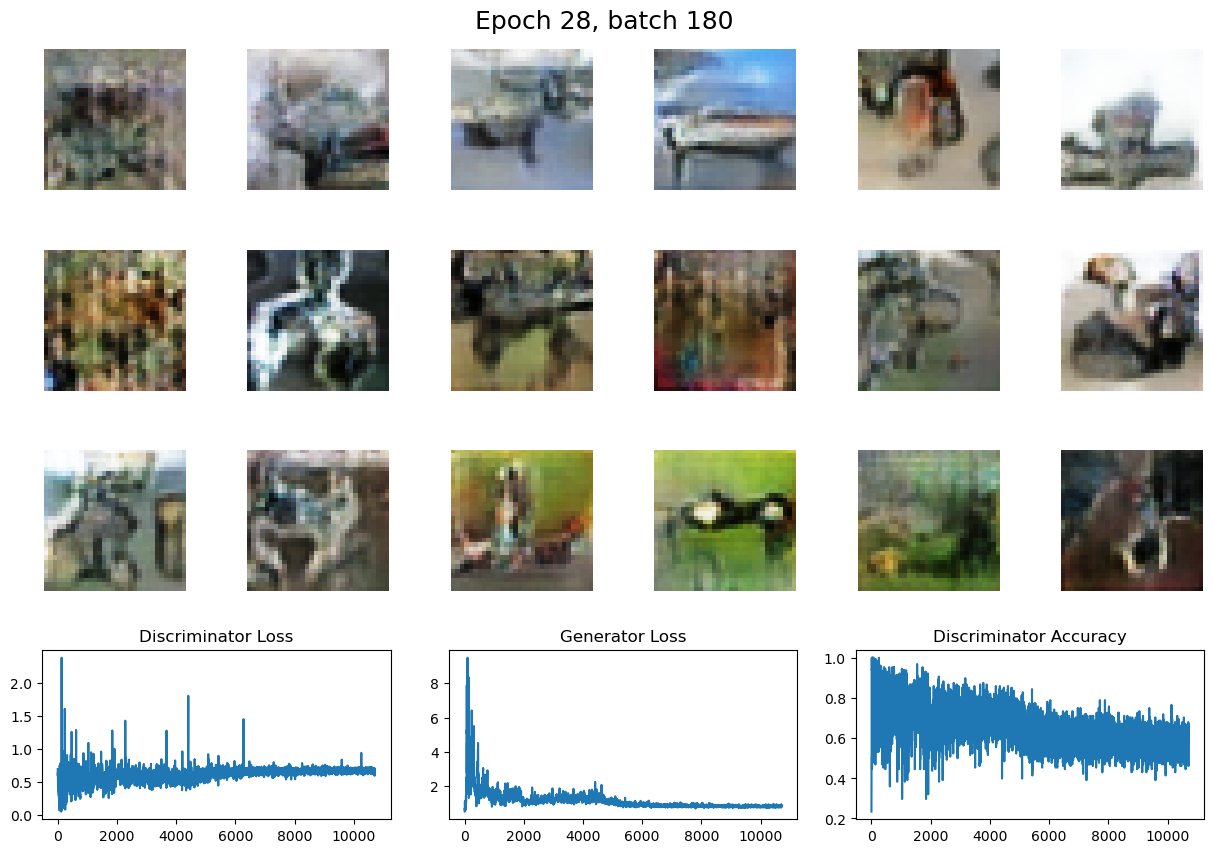 Epoch 28, batch 180
Discriminator Loss
Generator Loss
Discriminator Accuracy
2.0
1.5
1.0
0.5
0.0
0 2000 4000 6000 8000 10000
8
6
4
2
0 2000 4000 6000 8000 10000
1.0
0.8
0.6
0.4
0.2
0 2000 4000 6000 8000 10000